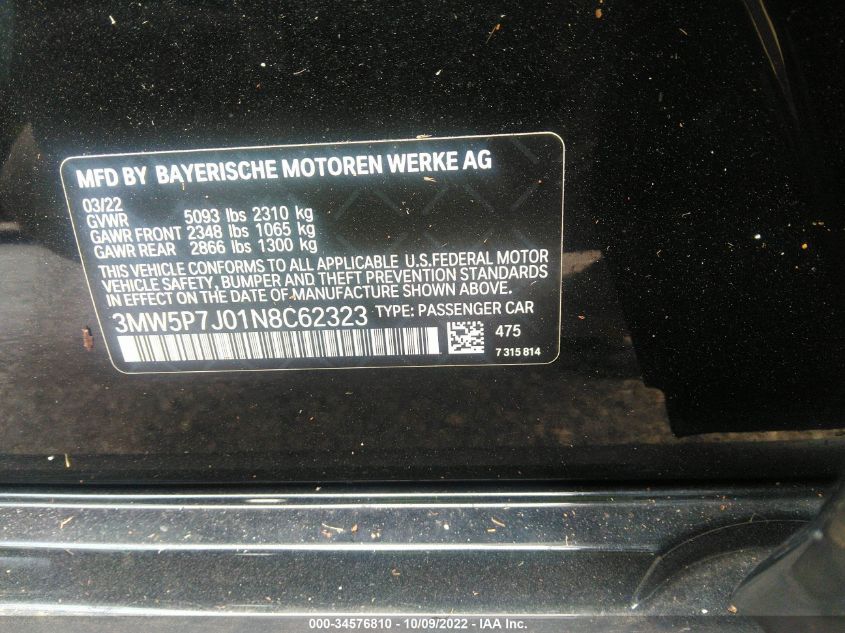 MFD BY BAYERISCHE MOTOREN WERKE AG
03/22
GVWR 5093 lbs 2310 kg
GAWR FRONT 2348 lbs 1065 kg
GAWR REAR 2866 lbs 1300 kg
THIS VEHICLE CONFORMS TO ALL APPLICABLE U.S.FEDERAL MOTOR
VEHICLE SAFETY, BUMPER AND THEFT PREVENTION STANDARDS
IN EFFECT ON THE DATE OF MANUFACTURE SHOWN ABOVE.
3MW5P7J01N8C62323 TYPE: PASSENGER CAR
475
7 315 814
000-34576810 - 10/09/2022 - IAA Inc.